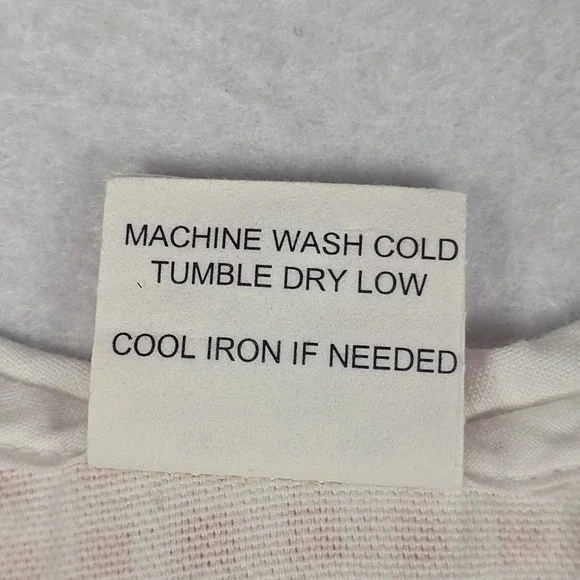 MACHINE WASH COLD
TUMBLE DRY LOW
COOL IRON IF NEEDED